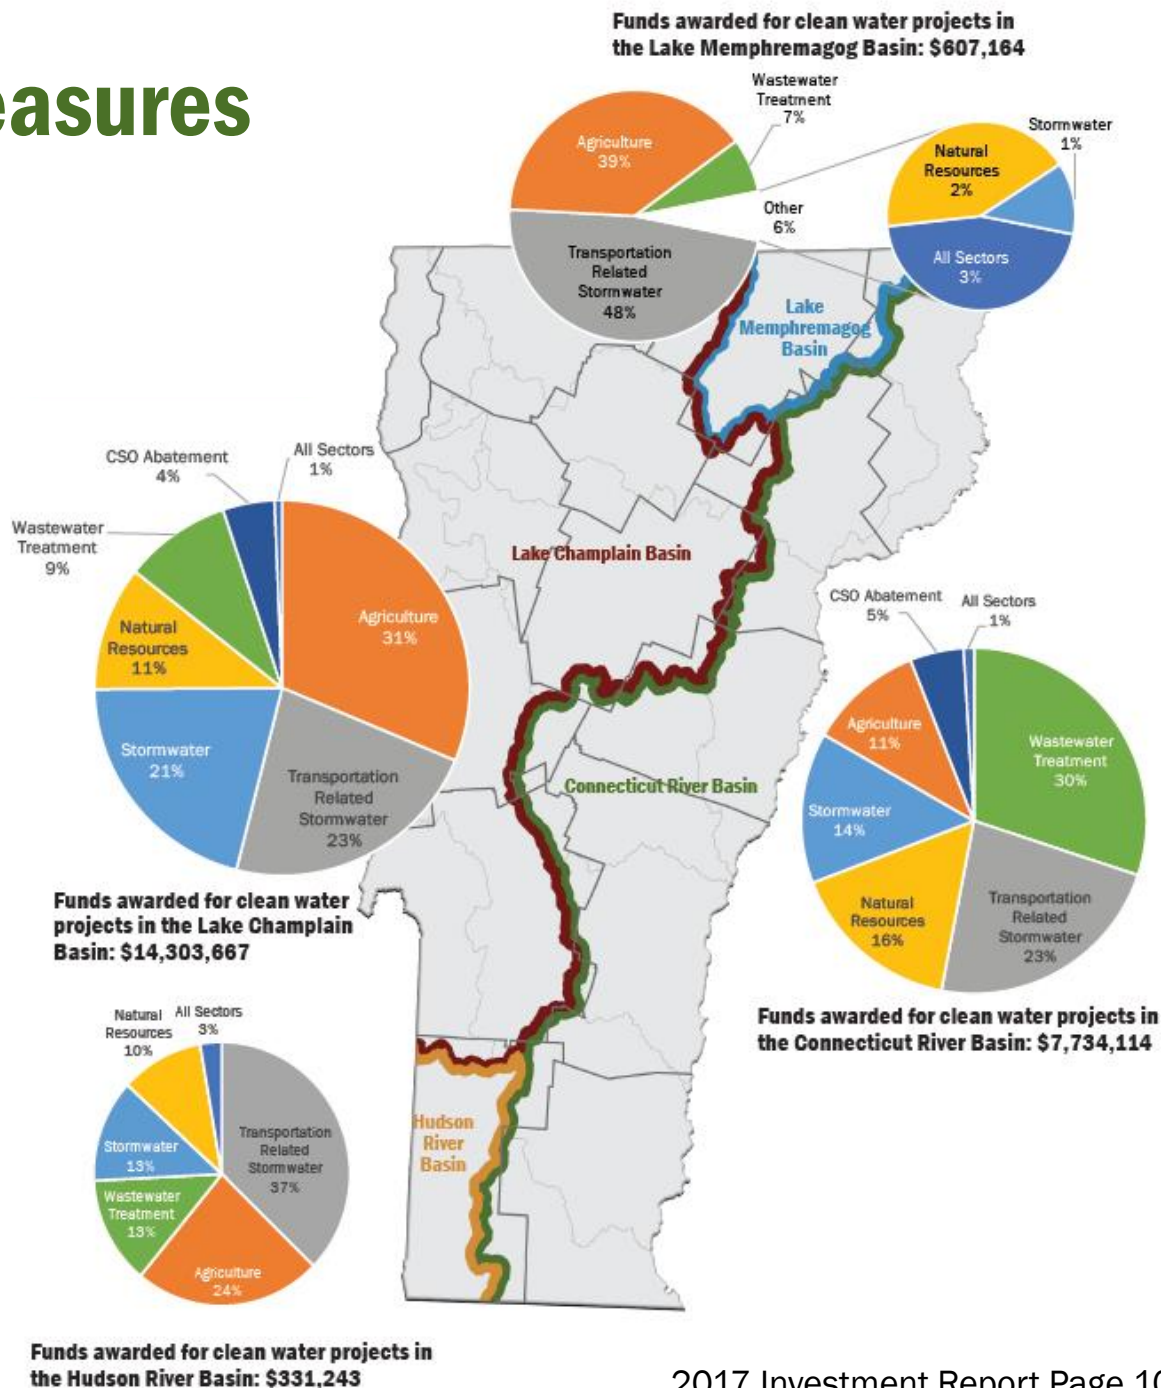 Funds awarded for clean water projects in
the Lake Memphremagog Basin: $607,164
easures
Wastewater
Treatment
7%
Agriculture
39%
Other
6%
Transportation
Related
Stormwater
48%
Stormwater
1%
Natural
Resources
2%
All Sectors
3%
Lake
Memphremagog
Basin
Lake Champlain Basin
Connecticut River Basin
Hudson
River
Basin
CSO Abatement
4%
All Sectors
1%
Wastewater
Treatment
9%
Agriculture
31%
Natural
Resources
11%
Stormwater
21%
Transportation
Related
Stormwater
23%
Funds awarded for clean water
projects in the Lake Champlain
Basin: $14,303,667
CSO Abatement
5%
All Sectors
1%
Agriculture
11%
Wastewater
Treatment
30%
Stormwater
14%
Natural
Resources
16%
Transportation
Related
Stormwater
23%
Funds awarded for clean water projects in
the Connecticut River Basin: $7,734,114
Natural
Resources
10%
All Sectors
3%
Transportation
Related
Stormwater
37%
Stormwater
13%
Wastewater
Treatment
13%
Agriculture
24%
Funds awarded for clean water projects in
the Hudson River Basin: $331,243
2017 Investment Report Page 10